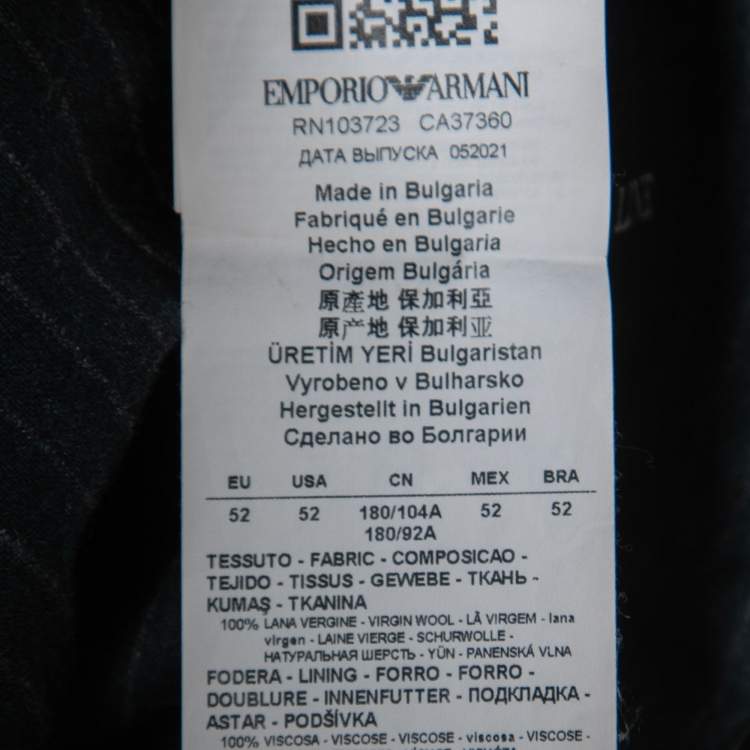 EMPORIO ARMANI
RN103723 CA37360
ДАТА ВЫПУСКА 052021
Made in Bulgaria
Fabriqué en Bulgarie
Hecho en Bulgaria
Origem Bulgária
原產地 保加利亞
原产地 保加利亚
ÜRETİM YERİ Bulgaristan
Vyrobeno v Bulharsko
Hergestellt in Bulgarien
Сделано во Болгарии
EU USA CN MEX BRA
52 52 180/104A 52 52
180/92A
TESSUTO - FABRIC - COMPOSICAO -
TEJIDO - TISSUS - GEWEBE - ТКАНЬ -
KUMAŞ - TKANINA
100% LANA VERGINE - VIRGIN WOOL - LÃ VIRGEM - lana
virgen - LAINE VIERGE - SCHURWOLLE -
НАТУРАЛЬНАЯ ШЕРСТЬ - YÜN - PANENSKÁ VLNA
FODERA - LINING - FORRO - FORRO -
DOUBLURE - INNENFUTTER - ПОДКЛАДКА -
ASTAR - PODŠÍVKA
100% VISCOSA - VISCOSE - VISCOSE - viscosa - VISCOSE -